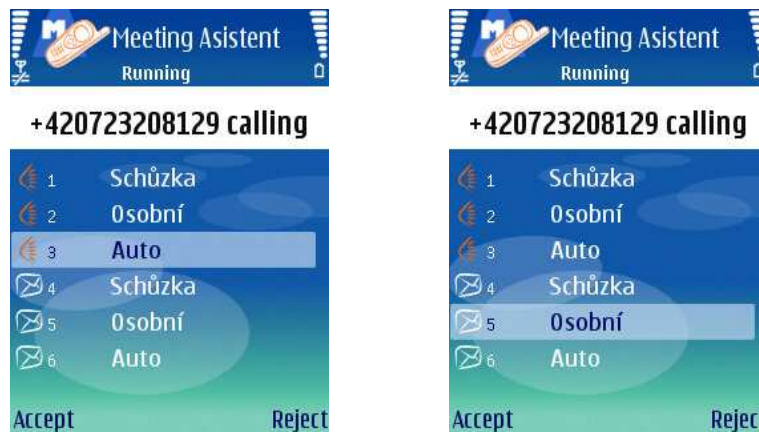 Meeting Asistent
Running
+420723208129 calling
1 Schůzka
2 Osobní
3 Auto
4 Schůzka
5 Osobní
6 Auto
Accept Reject
Meeting Asistent
Running
+420723208129 calling
1 Schůzka
2 Osobní
3 Auto
4 Schůzka
5 Osobní
6 Auto
Accept Rejec